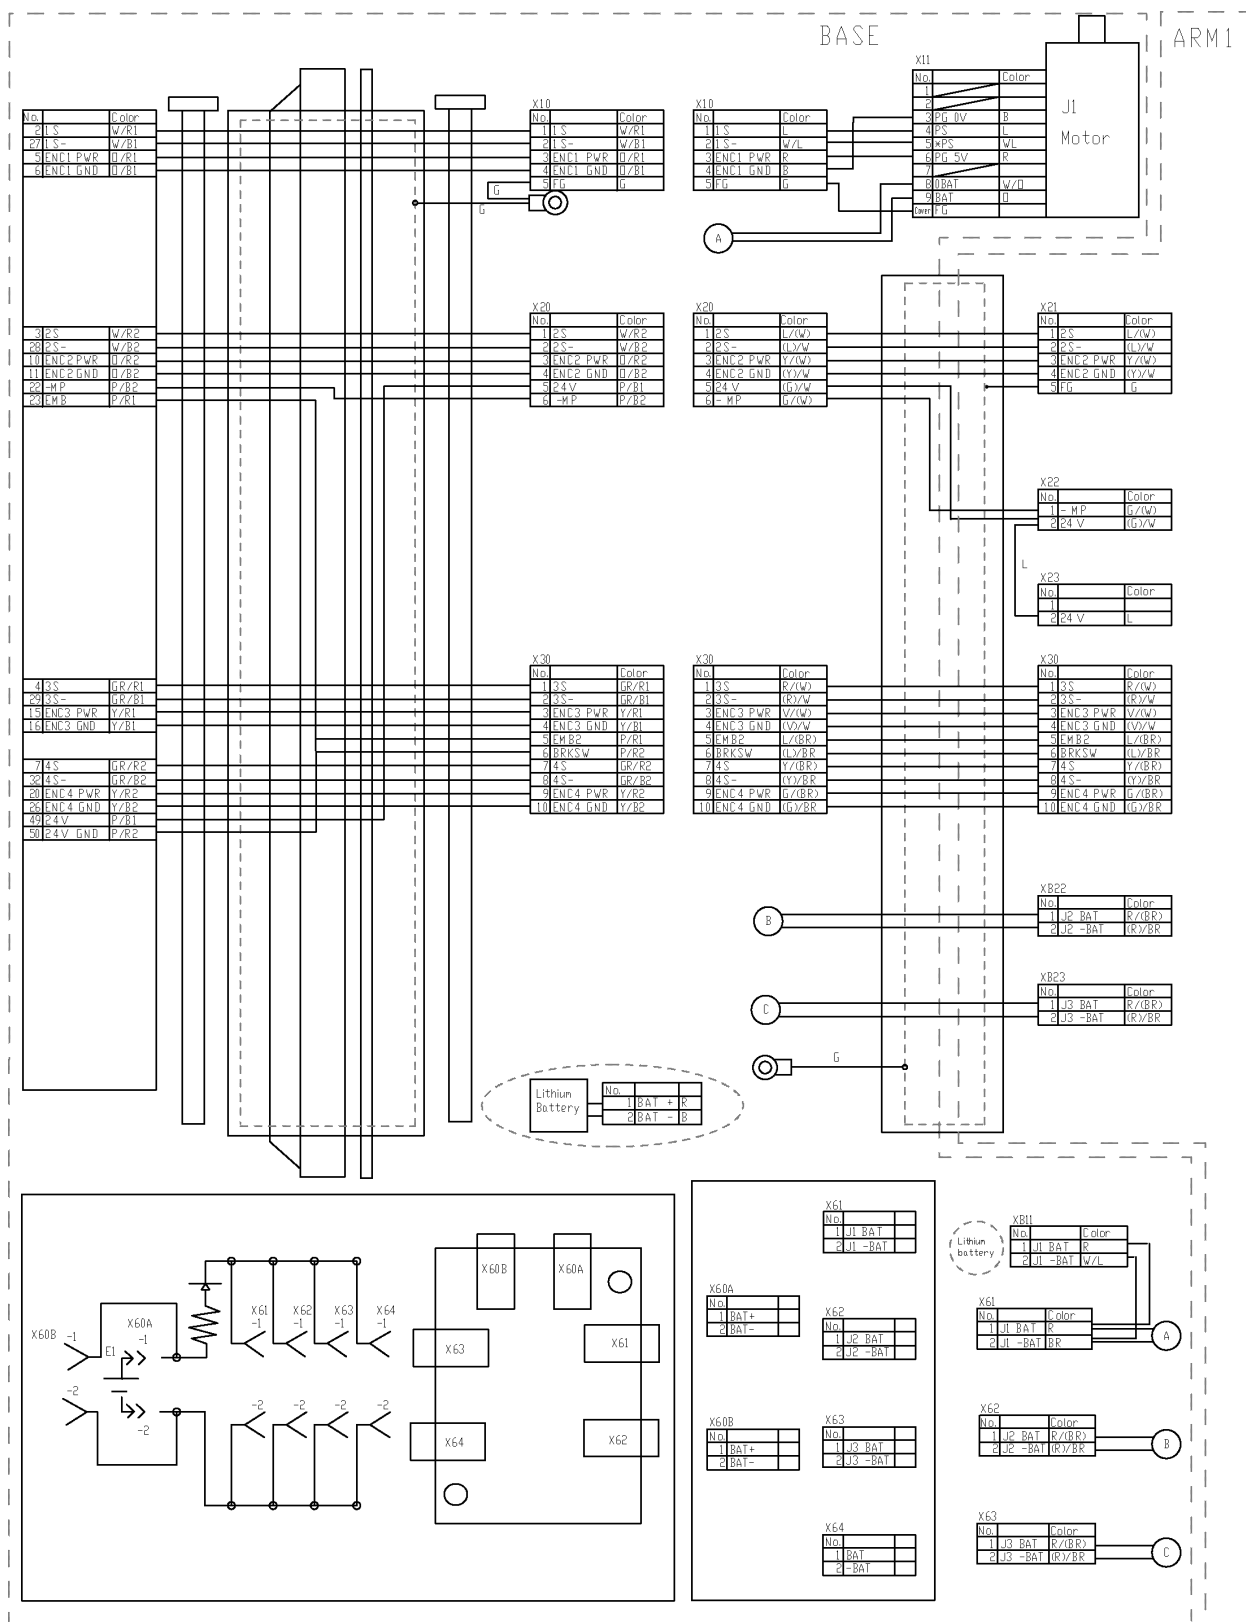 BASE
ARM1
No. Color
2 1S W/R1
27 1S- W/B1
5 ENC1 PWR O/R1
6 ENC1 GND O/B1
3 2S W/R2
28 2S- W/B2
10 ENC2 PWR O/R2
11 ENC2 GND O/B2
22 -MP P/B2
23 EMB P/R1
4 3S GR/R1
29 3S- GR/B1
15 ENC3 PWR Y/R1
16 ENC3 GND Y/B1
7 4S GR/R2
32 4S- GR/B2
20 ENC4 PWR Y/R2
26 ENC4 GND Y/B2
49 24V P/B1
50 24V GND P/R2
X10
No. Color
1 1S W/R1
2 1S- W/B1
3 ENC1 PWR O/R1
4 ENC1 GND O/B1
5 FG G
G
G
X10
No. Color
1 1S L
2 1S- W/L
3 ENC1 PWR R
4 ENC1 GND B
5 FG G
X11
No. Color
1
2
3 PG 0V B
4 PS L
5 *PS WL
6 PG 5V R
7
8 0BAT W/O
9 BAT O
Cover FG
J1
Motor
A
X20
No. Color
1 2S W/R2
2 2S- W/B2
3 ENC2 PWR O/R2
4 ENC2 GND O/B2
5 24V P/B1
6 -MP P/B2
X20
No. Color
1 2S L/(W)
2 2S- (L)/W
3 ENC2 PWR Y/(W)
4 ENC2 GND (Y)/W
5 24 V (G)/W
6 - MP G/(W)
X21
No. Color
1 2S L/(W)
2 2S- (L)/W
3 ENC2 PWR Y/(W)
4 ENC2 GND (Y)/W
5 FG G
X22
No. Color
1 - MP G/(W)
2 24 V (G)/W
L
X23
No. Color
1
2 24 V L
X30
No. Color
1 3S GR/R1
2 3S- GR/B1
3 ENC3 PWR Y/R1
4 ENC3 GND Y/B1
5 EMB2 P/R1
6 BRKSW P/R2
7 4S GR/R2
8 4S- GR/B2
9 ENC4 PWR Y/R2
10 ENC4 GND Y/B2
X30
No. Color
1 3S R/(W)
2 3S- (R)/W
3 ENC3 PWR V/(W)
4 ENC3 GND (V)/W
5 EMB2 L/(BR)
6 BRKSW (L)/BR
7 4S Y/(BR)
8 4S- (Y)/BR
9 ENC4 PWR G/(BR)
10 ENC4 GND (G)/BR
X30
No. Color
1 3S R/(W)
2 3S- (R)/W
3 ENC3 PWR V/(W)
4 ENC3 GND (V)/W
5 EMB2 L/(BR)
6 BRKSW (L)/BR
7 4S Y/(BR)
8 4S- (Y)/BR
9 ENC4 PWR G/(BR)
10 ENC4 GND (G)/BR
B
XB22
No. Color
1 J2 BAT R/(BR)
2 J2 -BAT (R)/BR
C
XB23
No. Color
1 J3 BAT R/(BR)
2 J3 -BAT (R)/BR
G
Lithium
Battery
No.
1 BAT + R
2 BAT - B
X60B
-1
-2
E1
X60A
-1
-2
X61
-1
X62
-1
X63
-1
X64
-1
-2
-2
-2
-2
X60B
X60A
X63
X61
X64
X62
X61
No.
1 J1 BAT
2 J1 -BAT
X60A
No.
1 BAT+
2 BAT-
X62
No.
1 J2 BAT
2 J2 -BAT
X60B
No.
1 BAT+
2 BAT-
X63
No.
1 J3 BAT
2 J3 -BAT
X64
No.
1 BAT
2 -BAT
Lithium
battery
XB11
No. Color
1 J1 BAT R
2 J1 -BAT W/L
X61
No. Color
1 J1 BAT R
2 J1 -BAT BR
A
X62
No. Color
1 J2 BAT R/(BR)
2 J2 -BAT (R)/BR
B
X63
No. Color
1 J3 BAT R/(BR)
2 J3 -BAT (R)/BR
C